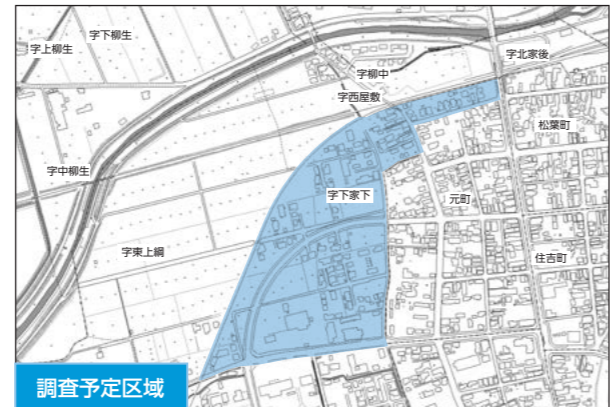 字下柳生
字上柳生
字北家後
字柳中
字西屋敷
松葉町
字中柳生
字下家下
元町
字東上綱
住吉町
調査予定区域